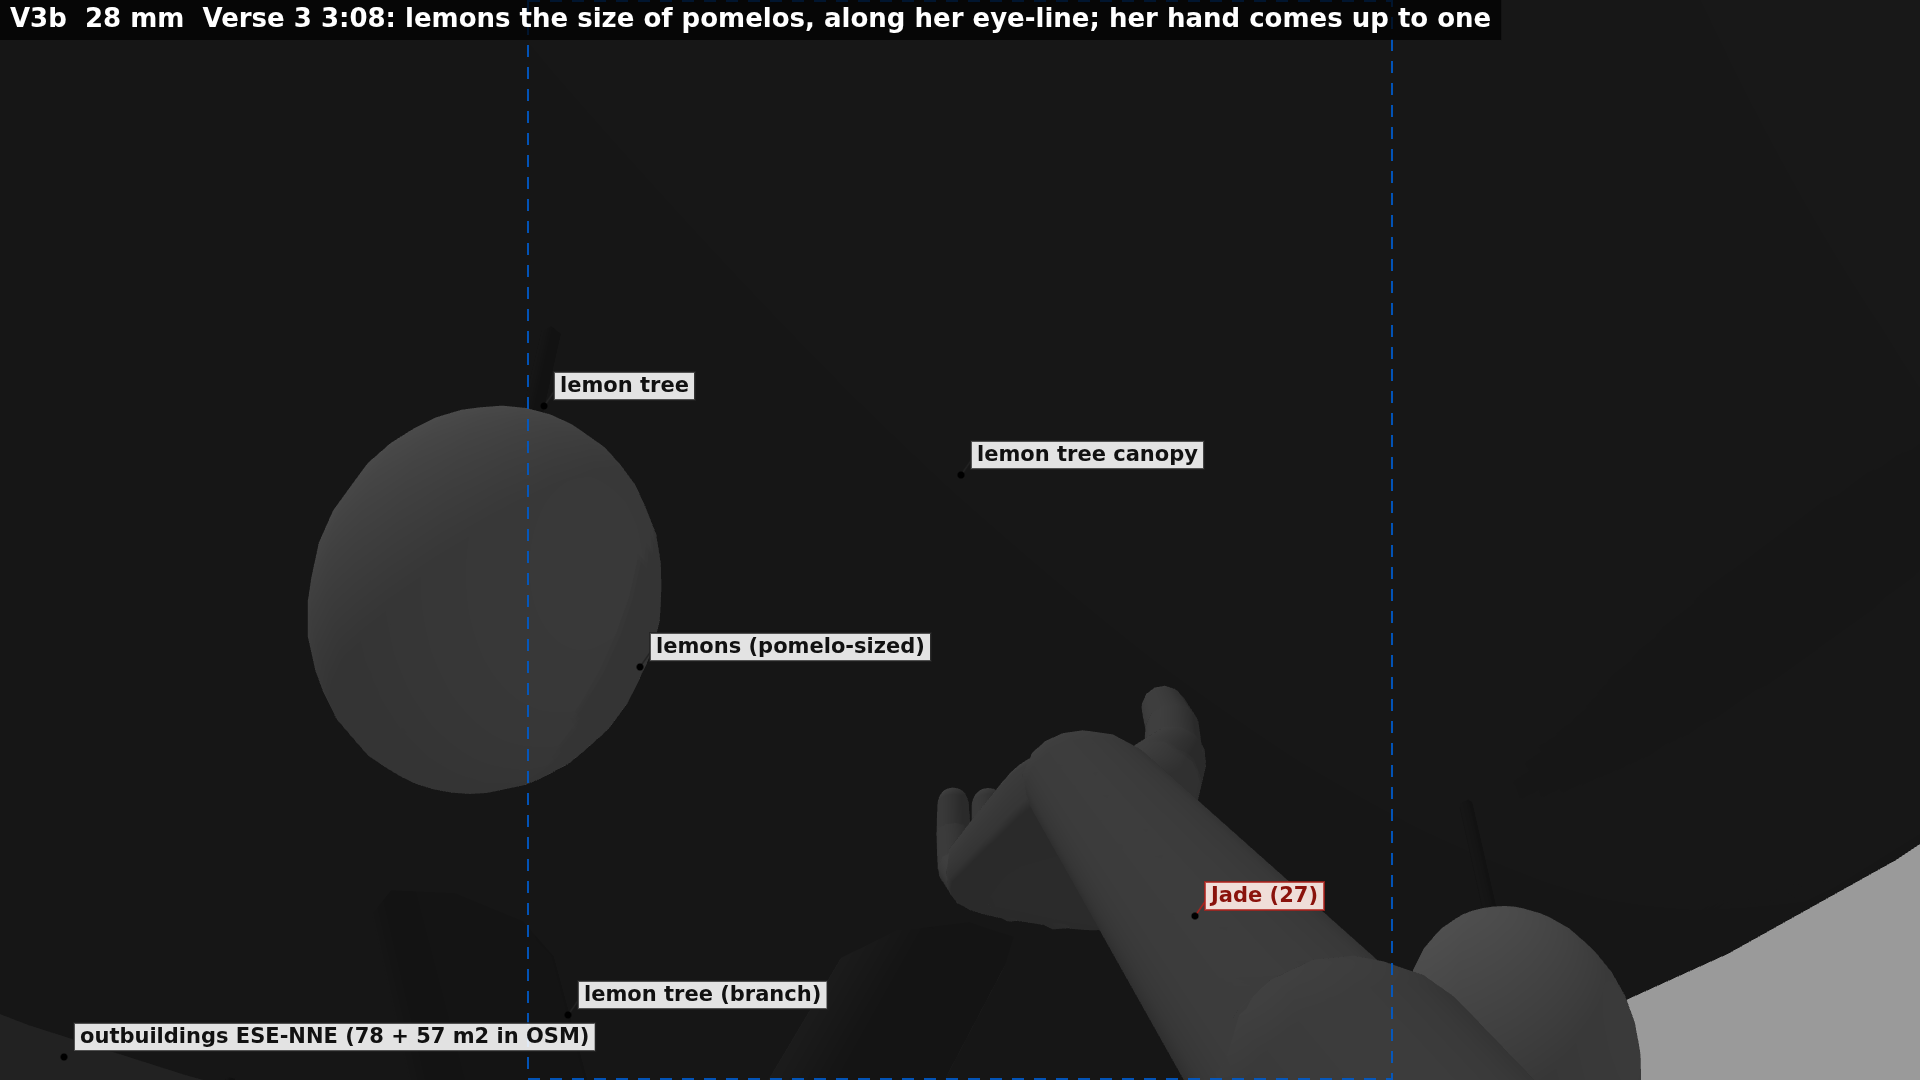 V3b 28 mm Verse 3 3:08: lemons the size of pomelos, along her eye-line; her hand comes up to one
lemon tree
lemon tree canopy
lemons (pomelo-sized)
Jade (27)
lemon tree (branch)
outbuildings ESE-NNE (78 + 57 m2 in OSM)